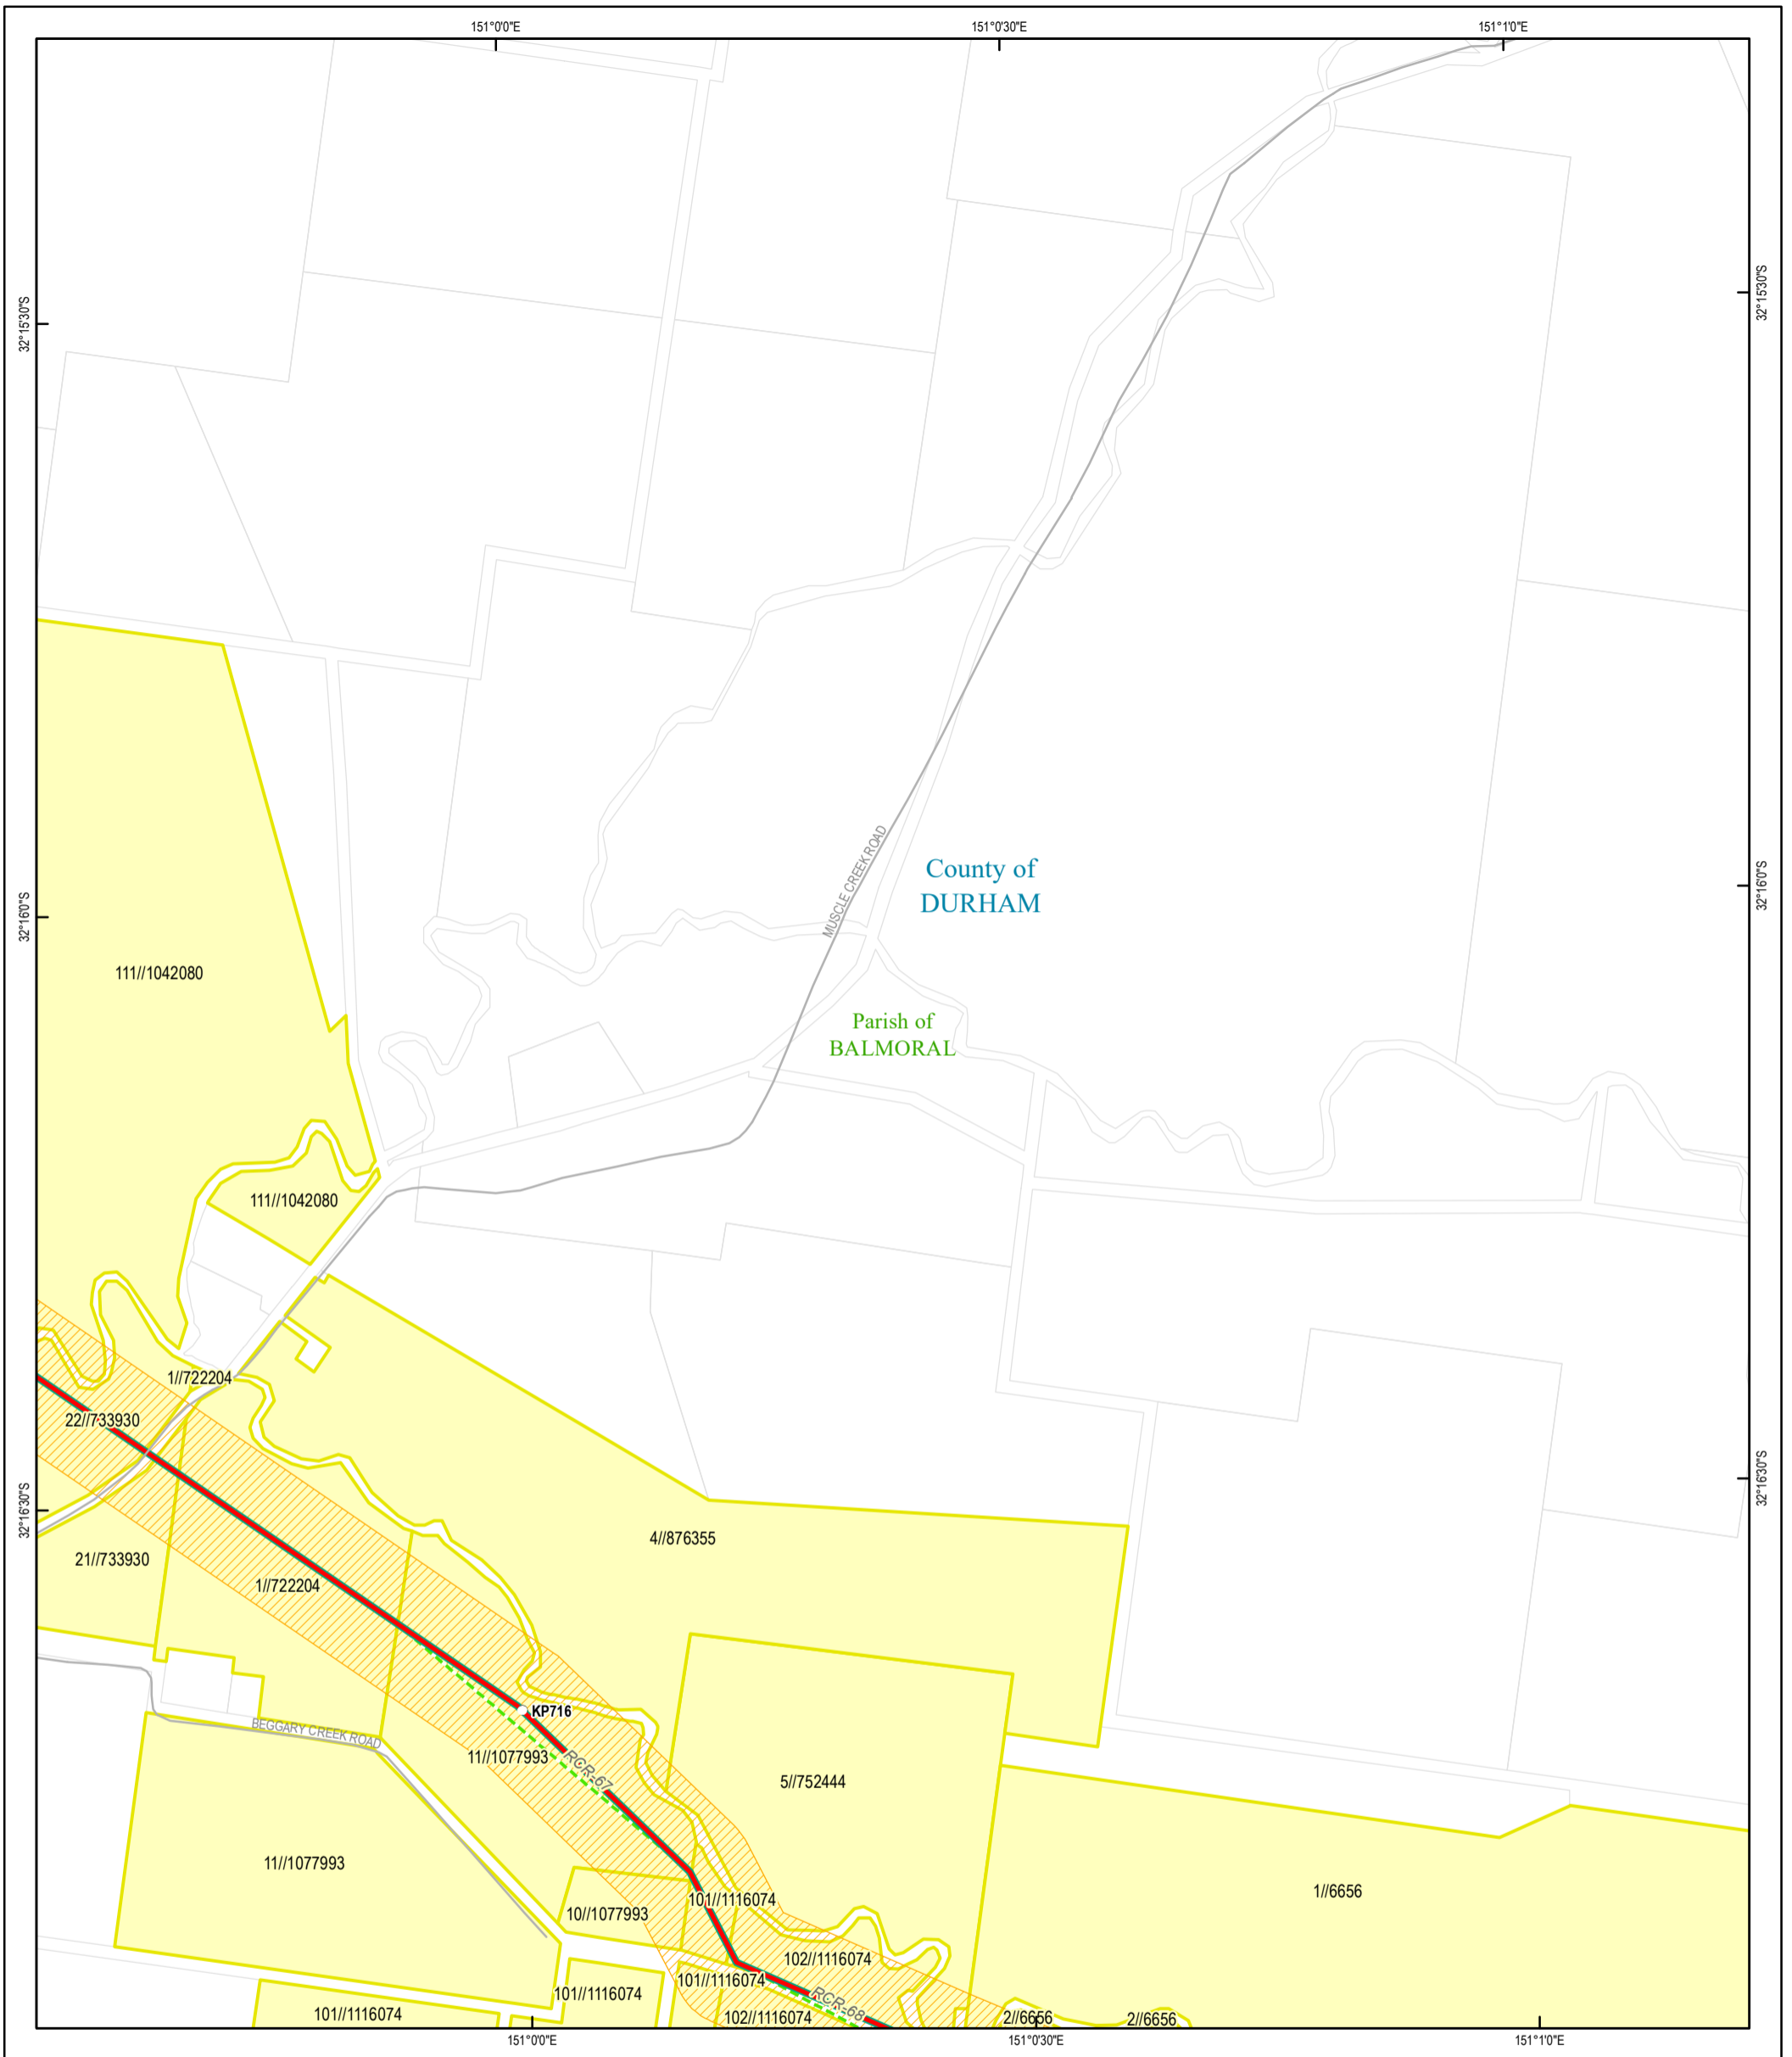 151°0'0"E
151°0'30"E
151°1'0"E
32°15'30"S
32°15'30"S
MUSCLE CREEK ROAD
County of
DURHAM
32°16'0"S
32°16'0"S
111//1042080
Parish of
BALMORAL
111//1042080
1//722204
22//733930
32°16'30"S
32°16'30"S
4//876355
21//733930
1//722204
KP716
BEGGARY CREEK ROAD
11//1077993
RCR-67
5//752444
11//1077993
1//6656
101//1116074
10//1077993
102//1116074
101//1116074
101//1116074
RCR-68
101//1116074
102//1116074
2//6656
2//6656
151°0'0"E
151°0'30"E
151°1'0"E